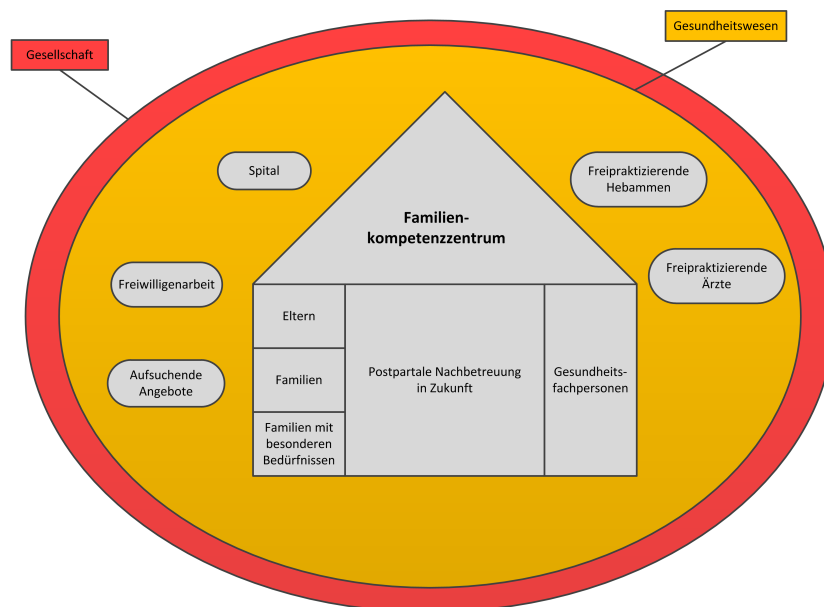 Gesundheitswesen
Gesellschaft
Spital
Freipraktizierende
Hebammen
Familien-
kompetenzzentrum
Freiwilligenarbeit
Freipraktizierende
Ärzte
Eltern
Aufsuchende
Angebote
Familien
Postpartale Nachbetreuung
in Zukunft
Gesundheits-
fachpersonen
Familien mit
besonderen
Bedürfnissen